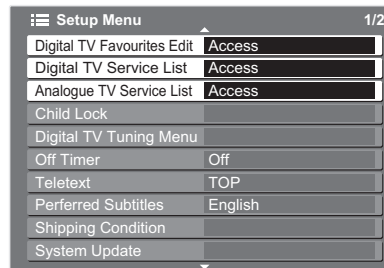 Setup Menu 1/2
Digital TV Favourites Edit Access
Digital TV Service List Access
Analogue TV Service List Access
Child Lock
Digital TV Tuning Menu
Off Timer Off
Teletext TOP
Perferred Subtitles English
Shipping Condition
System Update